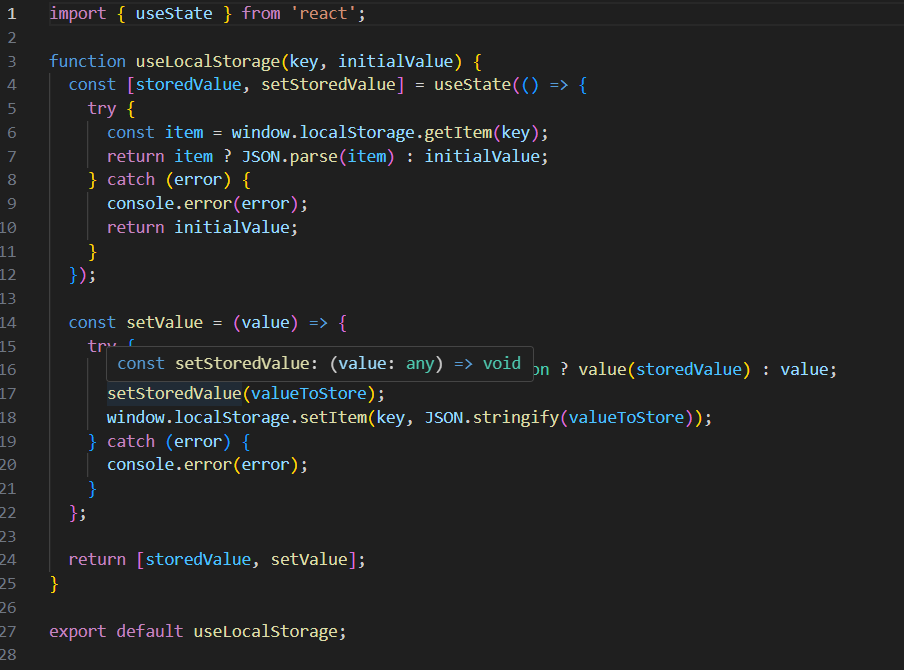 1 import { useState } from 'react';
2
3 function useLocalStorage(key, initialValue) {
4 const [storedValue, setStoredValue] = useState(() => {
5 try {
6 const item = window.localStorage.getItem(key);
7 return item ? JSON.parse(item) : initialValue;
8 } catch (error) {
9 console.error(error);
10 return initialValue;
11 }
12 });
13
14 const setValue = (value) => {
15 try {
const setStoredValue: (value: any) => void
16 on ? value(storedValue) : value;
17 setStoredValue(valueToStore);
18 window.localStorage.setItem(key, JSON.stringify(valueToStore));
19 } catch (error) {
20 console.error(error);
21 }
22 };
23
24 return [storedValue, setValue];
25 }
26
27 export default useLocalStorage;
28